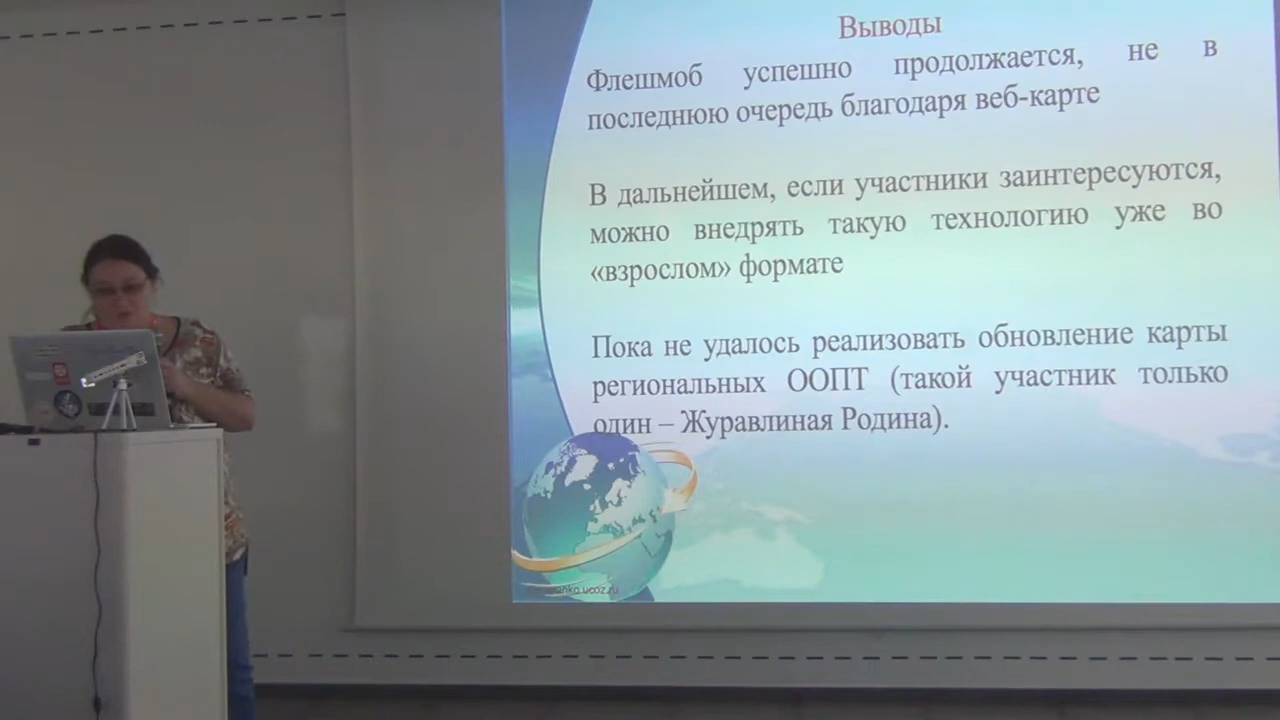 Выводы
Флешмоб успешно продолжается, не в
последнюю очередь благодаря веб-карте
В дальнейшем, если участники заинтересуются,
можно внедрять такую технологию уже во
«взрослом» формате
Пока не удалось реализовать обновление карты
региональных ООПТ (такой участник только
один – Журавлиная Родина).